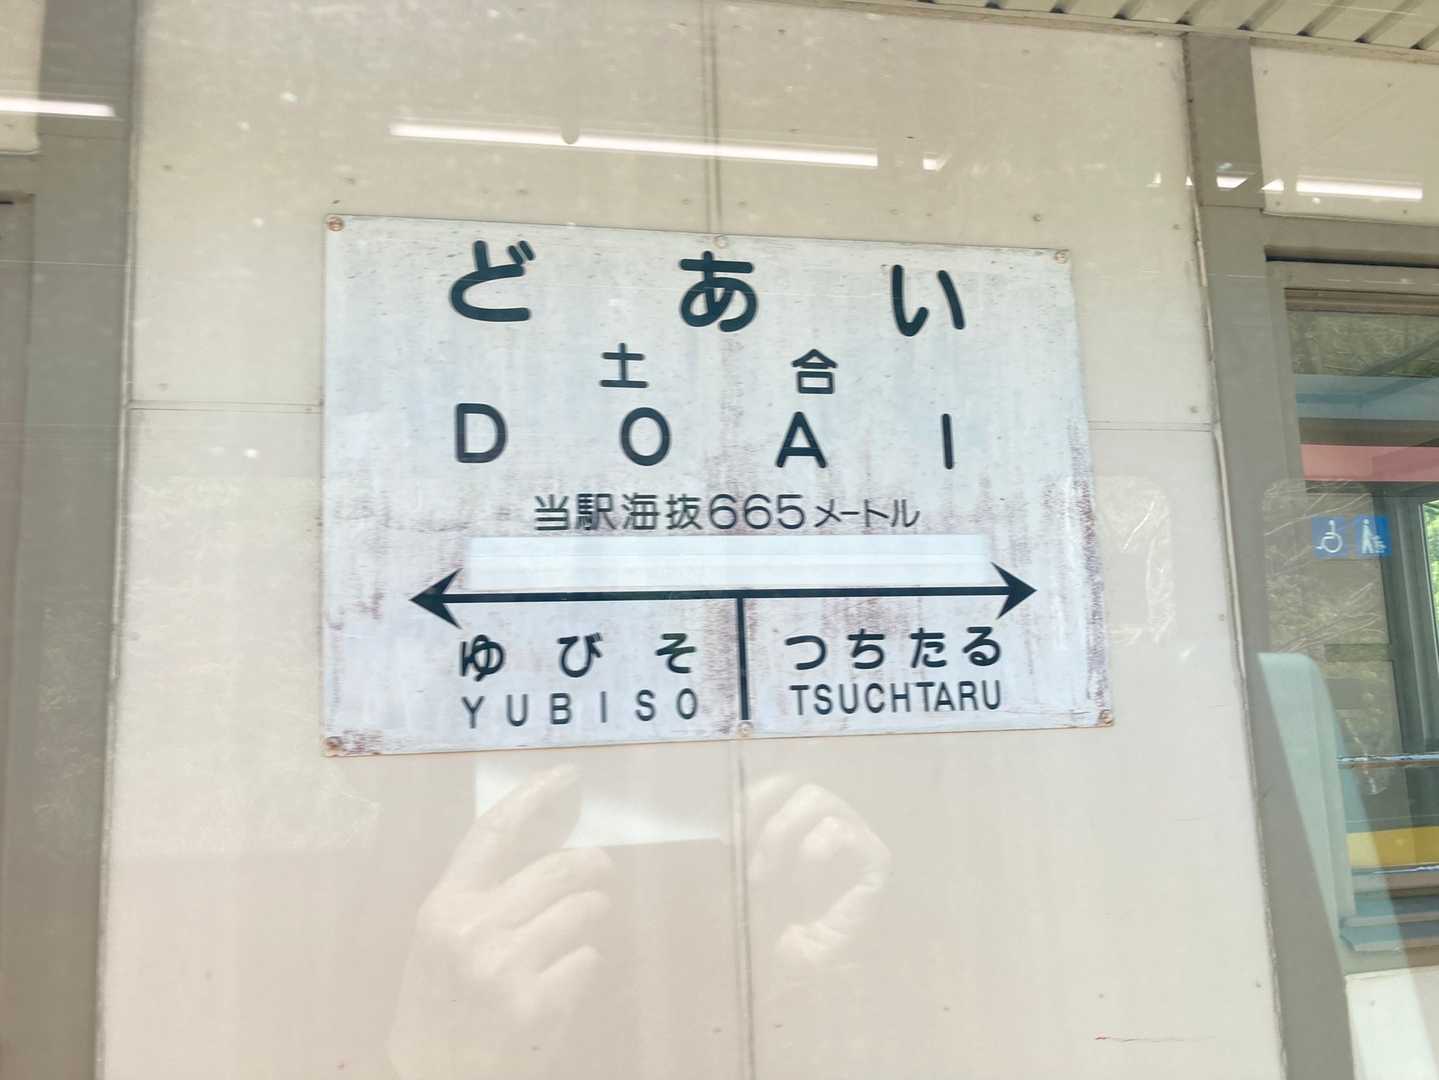 どあい
土合
DOAI
当駅海抜665メートル
ゆびそ つちたる
YUBISO TSUCHTARU